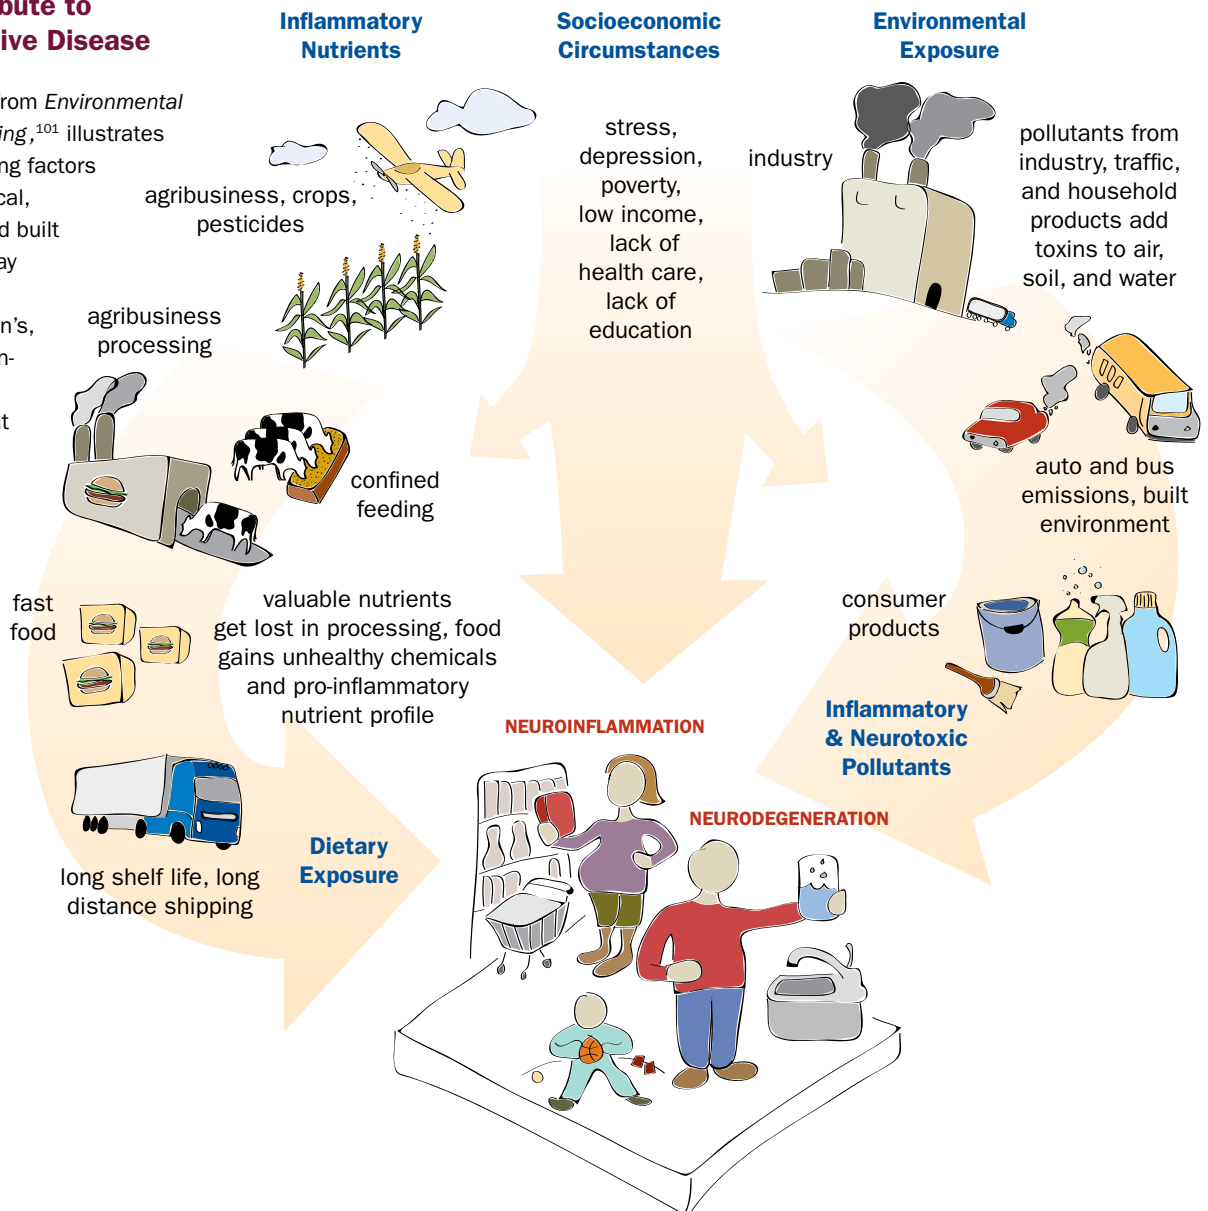 bute to
ive Disease
rom Environmental
ing,101 illustrates
ng factors
cal,
d built
ay
n's,
n-
t
Inflammatory
Nutrients
agribusiness, crops,
pesticides
agribusiness
processing
confined
feeding
fast
food
valuable nutrients
get lost in processing, food
gains unhealthy chemicals
and pro-inflammatory
nutrient profile
long shelf life, long
distance shipping
Dietary
Exposure
Socioeconomic
Circumstances
stress,
depression,
poverty,
low income,
lack of
health care,
lack of
education
Environmental
Exposure
industry
pollutants from
industry, traffic,
and household
products add
toxins to air,
soil, and water
auto and bus
emissions, built
environment
consumer
products
Inflammatory
& Neurotoxic
Pollutants
NEUROINFLAMMATION
NEURODEGENERATION